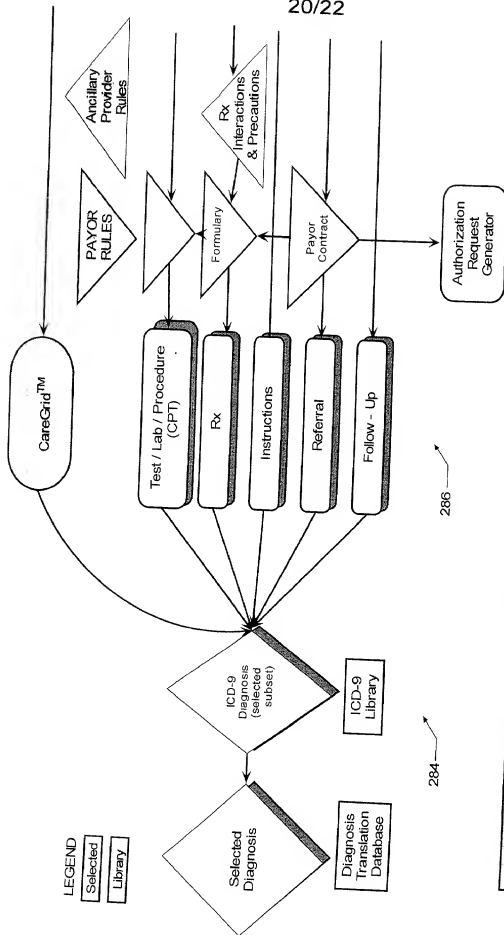 20/22
Ancillary
Provider
Rules
PAYOR
RULES
Rx
Interactions
& Precautions
Formulary
Payor
Contract
Authorization
Request
Generator
CareGrid™
Test / Lab / Procedure
(CPT)
Rx
Instructions
Referral
Follow - Up
286
ICD-9
Diagnosis
(selected
subset)
ICD-9
Library
284
Selected
Diagnosis
Diagnosis
Translation
Database
LEGEND
Selected
Library